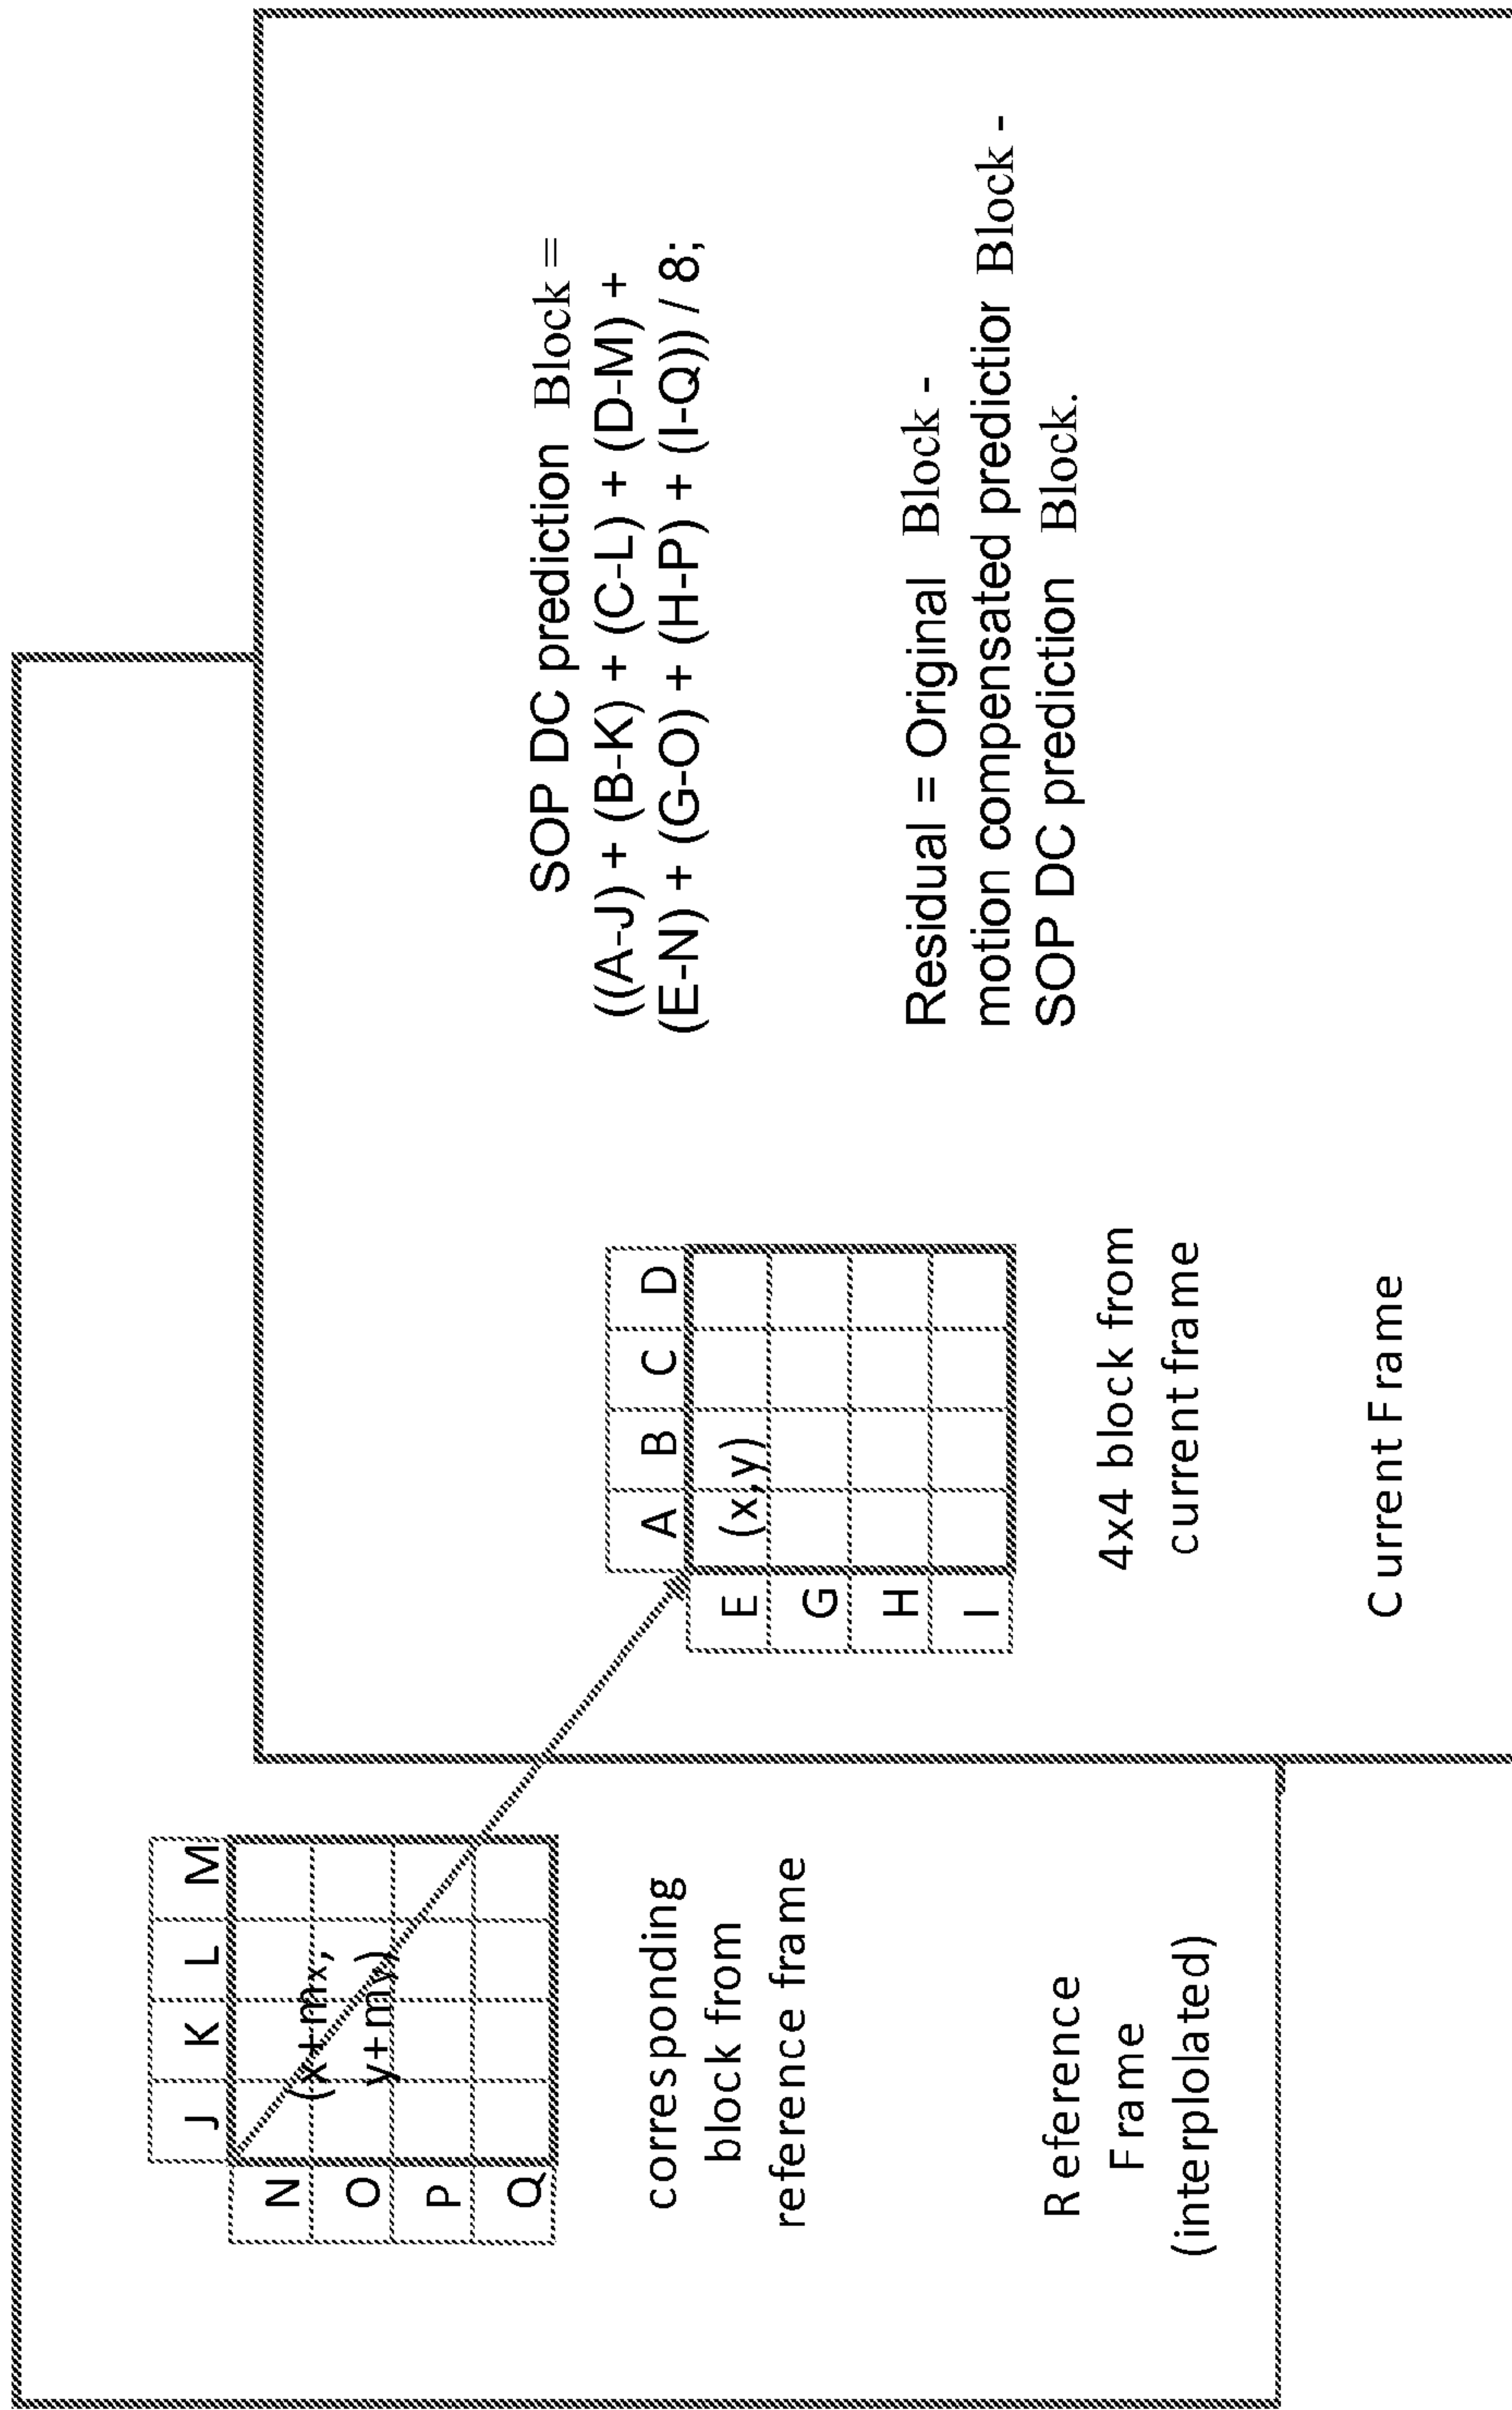 J K L M
N
O
P
Q
(x+mx,
y+my)
corresponding
block from
reference frame
Reference
Frame
(interplolated)
A B C D
E
G
H
I
(x,y)
4x4 block from
current frame
Current Frame
SOP DC prediction Block =
((A-J) + (B-K) + (C-L) + (D-M) +
(E-N) + (G-O) + (H-P) + (I-Q)) / 8;
Residual = Original Block -
motion compensated predictior Block -
SOP DC prediction Block.